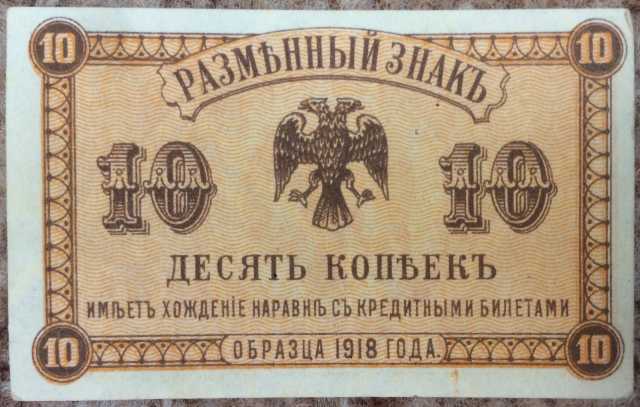 10 10
РАЗМѢННЫЙ ЗНАКЪ
10 10
ДЕСЯТЬ КОПѢЕКЪ
ИМѢЕТЪ ХОЖДЕНІЕ НАРАВНѢ СЪ КРЕДИТНЫМИ БИЛЕТАМИ
10 ОБРАЗЦА 1918 ГОДА. 10